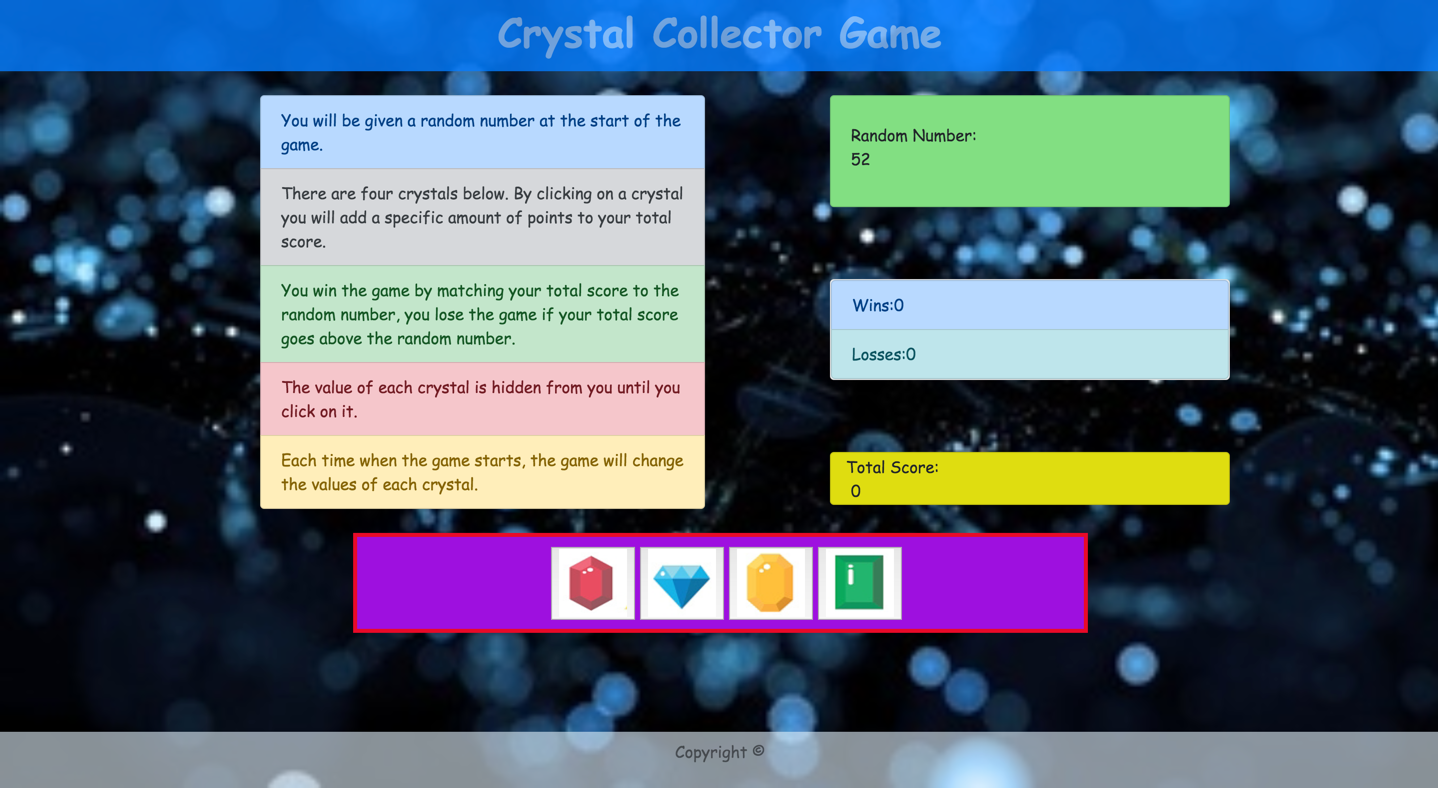 Crystal Collector Game
You will be given a random number at the start of the
game.
There are four crystals below. By clicking on a crystal
you will add a specific amount of points to your total
score.
You win the game by matching your total score to the
random number, you lose the game if your total score
goes above the random number.
The value of each crystal is hidden from you until you
click on it.
Each time when the game starts, the game will change
the values of each crystal.
Random Number:
52
Wins:0
Losses:0
Total Score:
0
Copyright ©